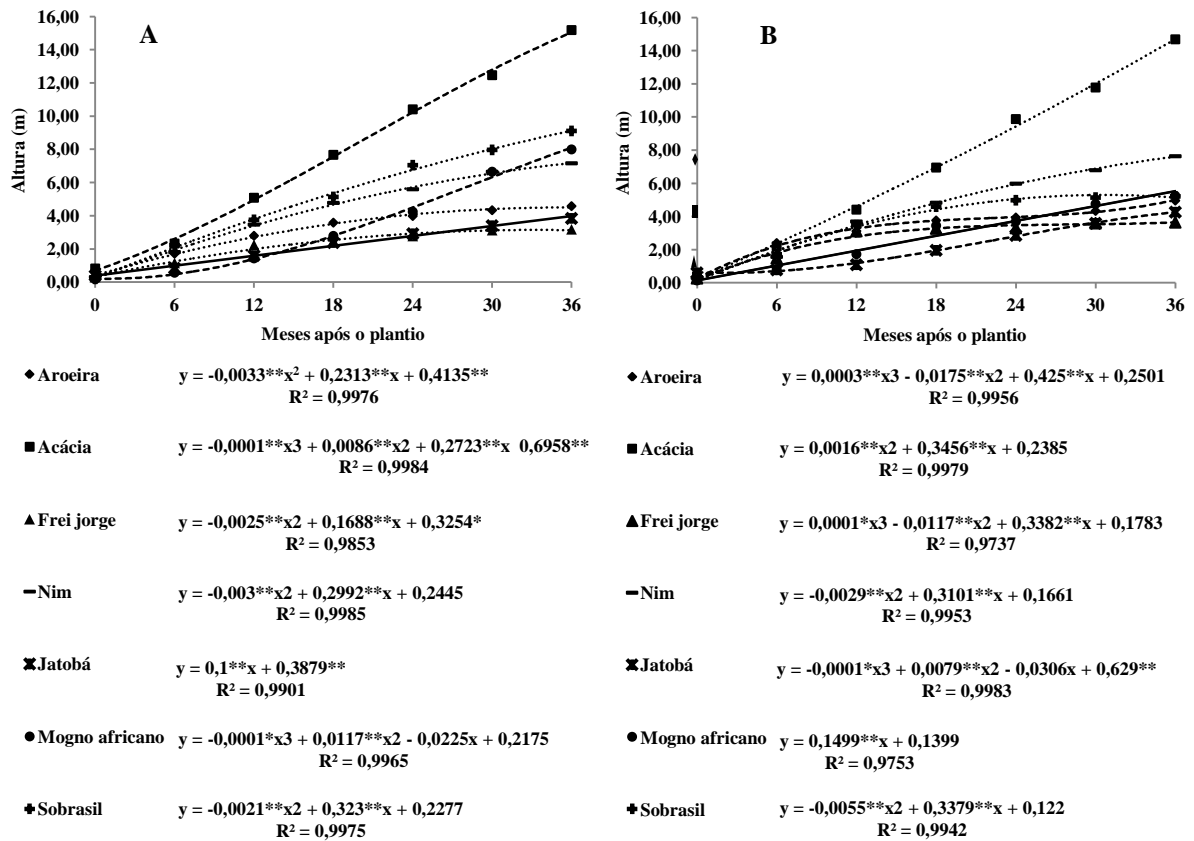 A
Altura (m)
16,00
14,00
12,00
10,00
8,00
6,00
4,00
2,00
0,00
0 6 12 18 24 30 36
Meses após o plantio
B
Altura (m)
16,00
14,00
12,00
10,00
8,00
6,00
4,00
2,00
0,00
0 6 12 18 24 30 36
Meses após o plantio
Aroeira y = -0,0033**x² + 0,2313**x + 0,4135**
R² = 0,9976
Acácia y = -0,0001**x3 + 0,0086**x2 + 0,2723**x 0,6958**
R² = 0,9984
Frei jorge y = -0,0025**x2 + 0,1688**x + 0,3254*
R² = 0,9853
Nim y = -0,003**x2 + 0,2992**x + 0,2445
R² = 0,9985
Jatobá y = 0,1**x + 0,3879**
R² = 0,9901
Mogno africano y = -0,0001*x3 + 0,0117**x2 - 0,0225x + 0,2175
R² = 0,9965
Sobrasil y = -0,0021**x2 + 0,323**x + 0,2277
R² = 0,9975
Aroeira y = 0,0003**x3 - 0,0175**x2 + 0,425**x + 0,2501
R² = 0,9956
Acácia y = 0,0016**x2 + 0,3456**x + 0,2385
R² = 0,9979
Frei jorge y = 0,0001*x3 - 0,0117**x2 + 0,3382**x + 0,1783
R² = 0,9737
Nim y = -0,0029**x2 + 0,3101**x + 0,1661
R² = 0,9953
Jatobá y = -0,0001*x3 + 0,0079**x2 - 0,0306x + 0,629**
R² = 0,9983
Mogno africano y = 0,1499**x + 0,1399
R² = 0,9753
Sobrasil y = -0,0055**x2 + 0,3379**x + 0,122
R² = 0,9942